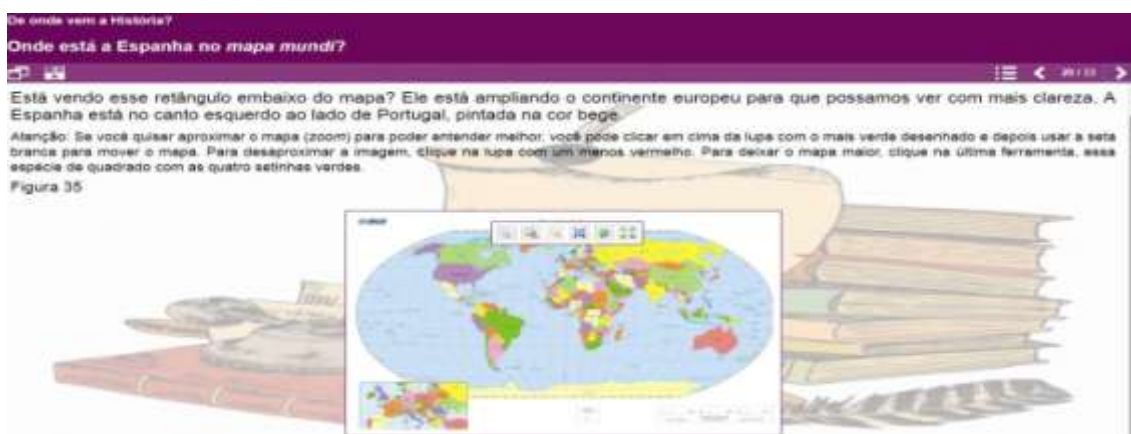 De onde vem a História?
Onde está a Espanha no mapa mundi?
Está vendo esse retângulo embaixo do mapa? Ele está ampliando o continente europeu para que possamos ver com mais clareza. A
Espanha está no canto esquerdo ao lado de Portugal, pintada na cor bege.
Atenção: Se você quiser aproximar o mapa (zoom) para poder entender melhor, você pode clicar em cima da lupa com o mais verde desenhado e depois usar a seta
branca para mover o mapa. Para desaproximar a imagem, clique na lupa com um menos vermelho. Para deixar o mapa maior, clique na última ferramenta, essa
espécie de quadrado com as quatro setinhas verdes.
Figura 35